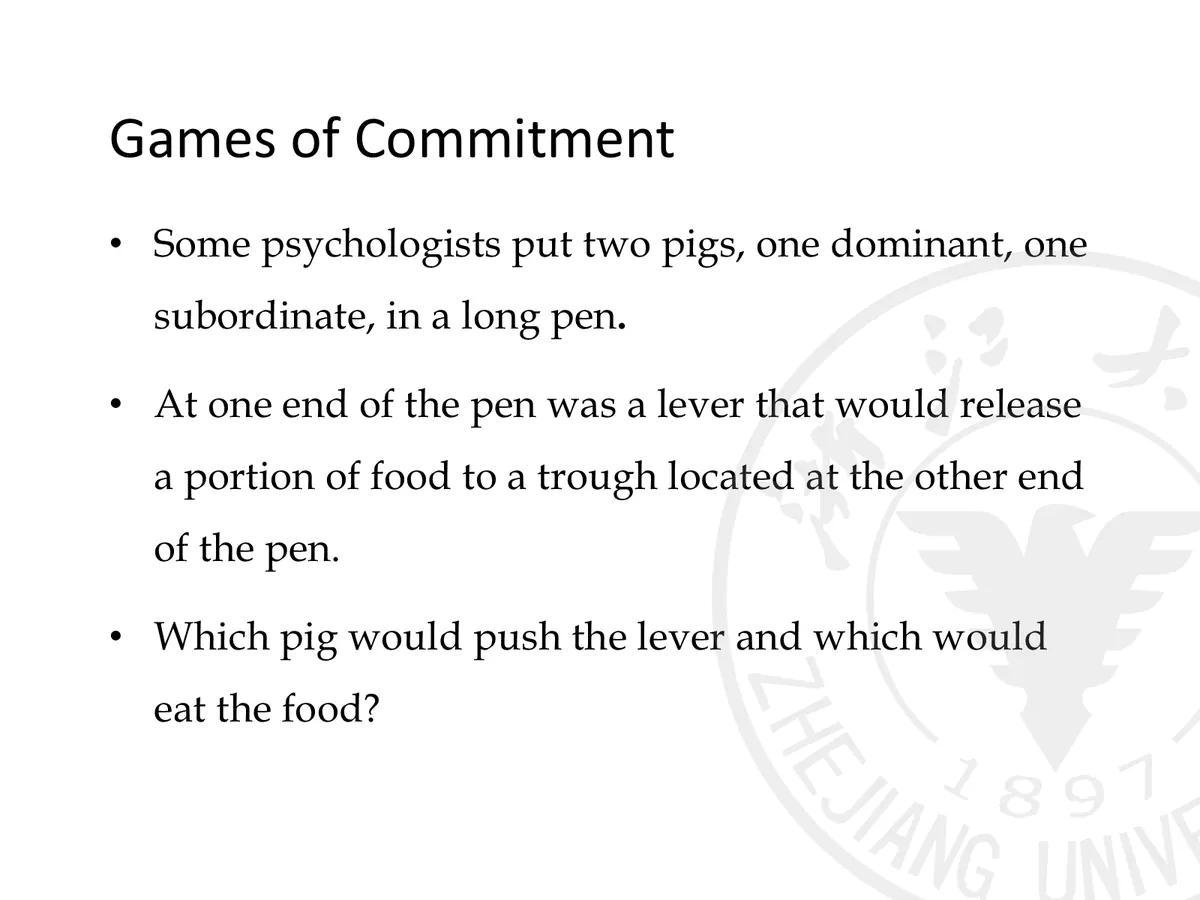 Games of Commitment
• Some psychologists put two pigs, one dominant, one
subordinate, in a long pen.
• At one end of the pen was a lever that would release
a portion of food to a trough located at the other end
of the pen.
• Which pig would push the lever and which would
eat the food?
1897
ZHEJIANG UNIVE